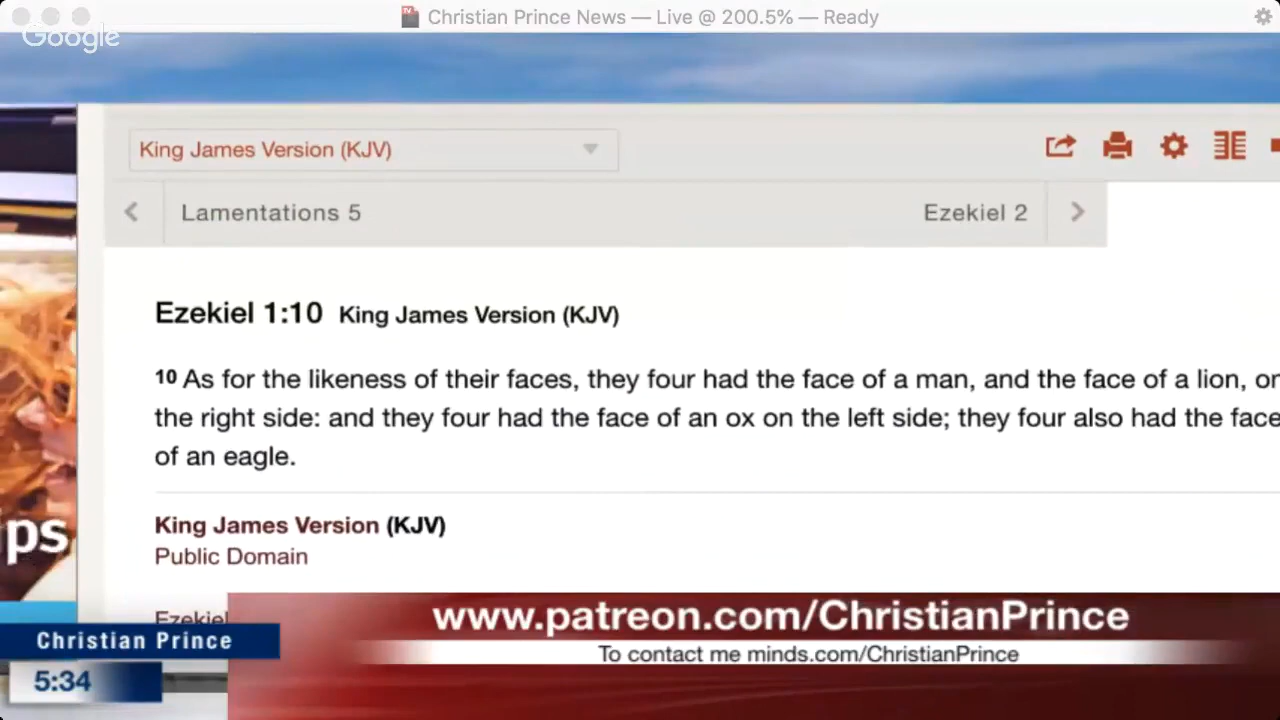 Christian Prince News — Live @ 200.5% — Ready
Google
King James Version (KJV)
Lamentations 5
Ezekiel 2
Ezekiel 1:10 King James Version (KJV)
10 As for the likeness of their faces, they four had the face of a man, and the face of a lion,
the right side: and they four had the face of an ox on the left side; they four also had the face
of an eagle.
King James Version (KJV)
Public Domain
ips
Ezekiel
www.patreon.com/ChristianPrince
To contact me minds.com/ChristianPrince
Christian Prince
5:34